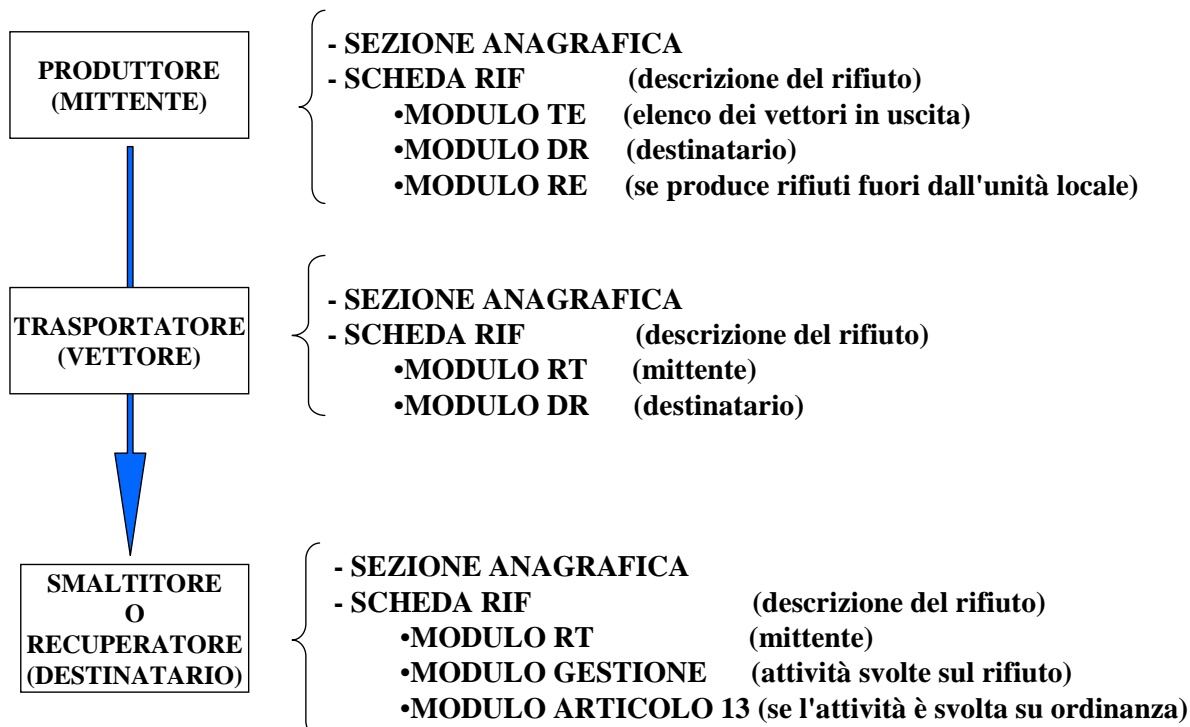 PRODUTTORE
(MITTENTE)
- SEZIONE ANAGRAFICA
- SCHEDA RIF (descrizione del rifiuto)
•MODULO TE (elenco dei vettori in uscita)
•MODULO DR (destinatario)
•MODULO RE (se produce rifiuti fuori dall'unità locale)
TRASPORTATORE
(VETTORE)
- SEZIONE ANAGRAFICA
- SCHEDA RIF (descrizione del rifiuto)
•MODULO RT (mittente)
•MODULO DR (destinatario)
SMALTITORE
O
RECUPERATORE
(DESTINATARIO)
- SEZIONE ANAGRAFICA
- SCHEDA RIF (descrizione del rifiuto)
•MODULO RT (mittente)
•MODULO GESTIONE (attività svolte sul rifiuto)
•MODULO ARTICOLO 13 (se l'attività è svolta su ordinanza)